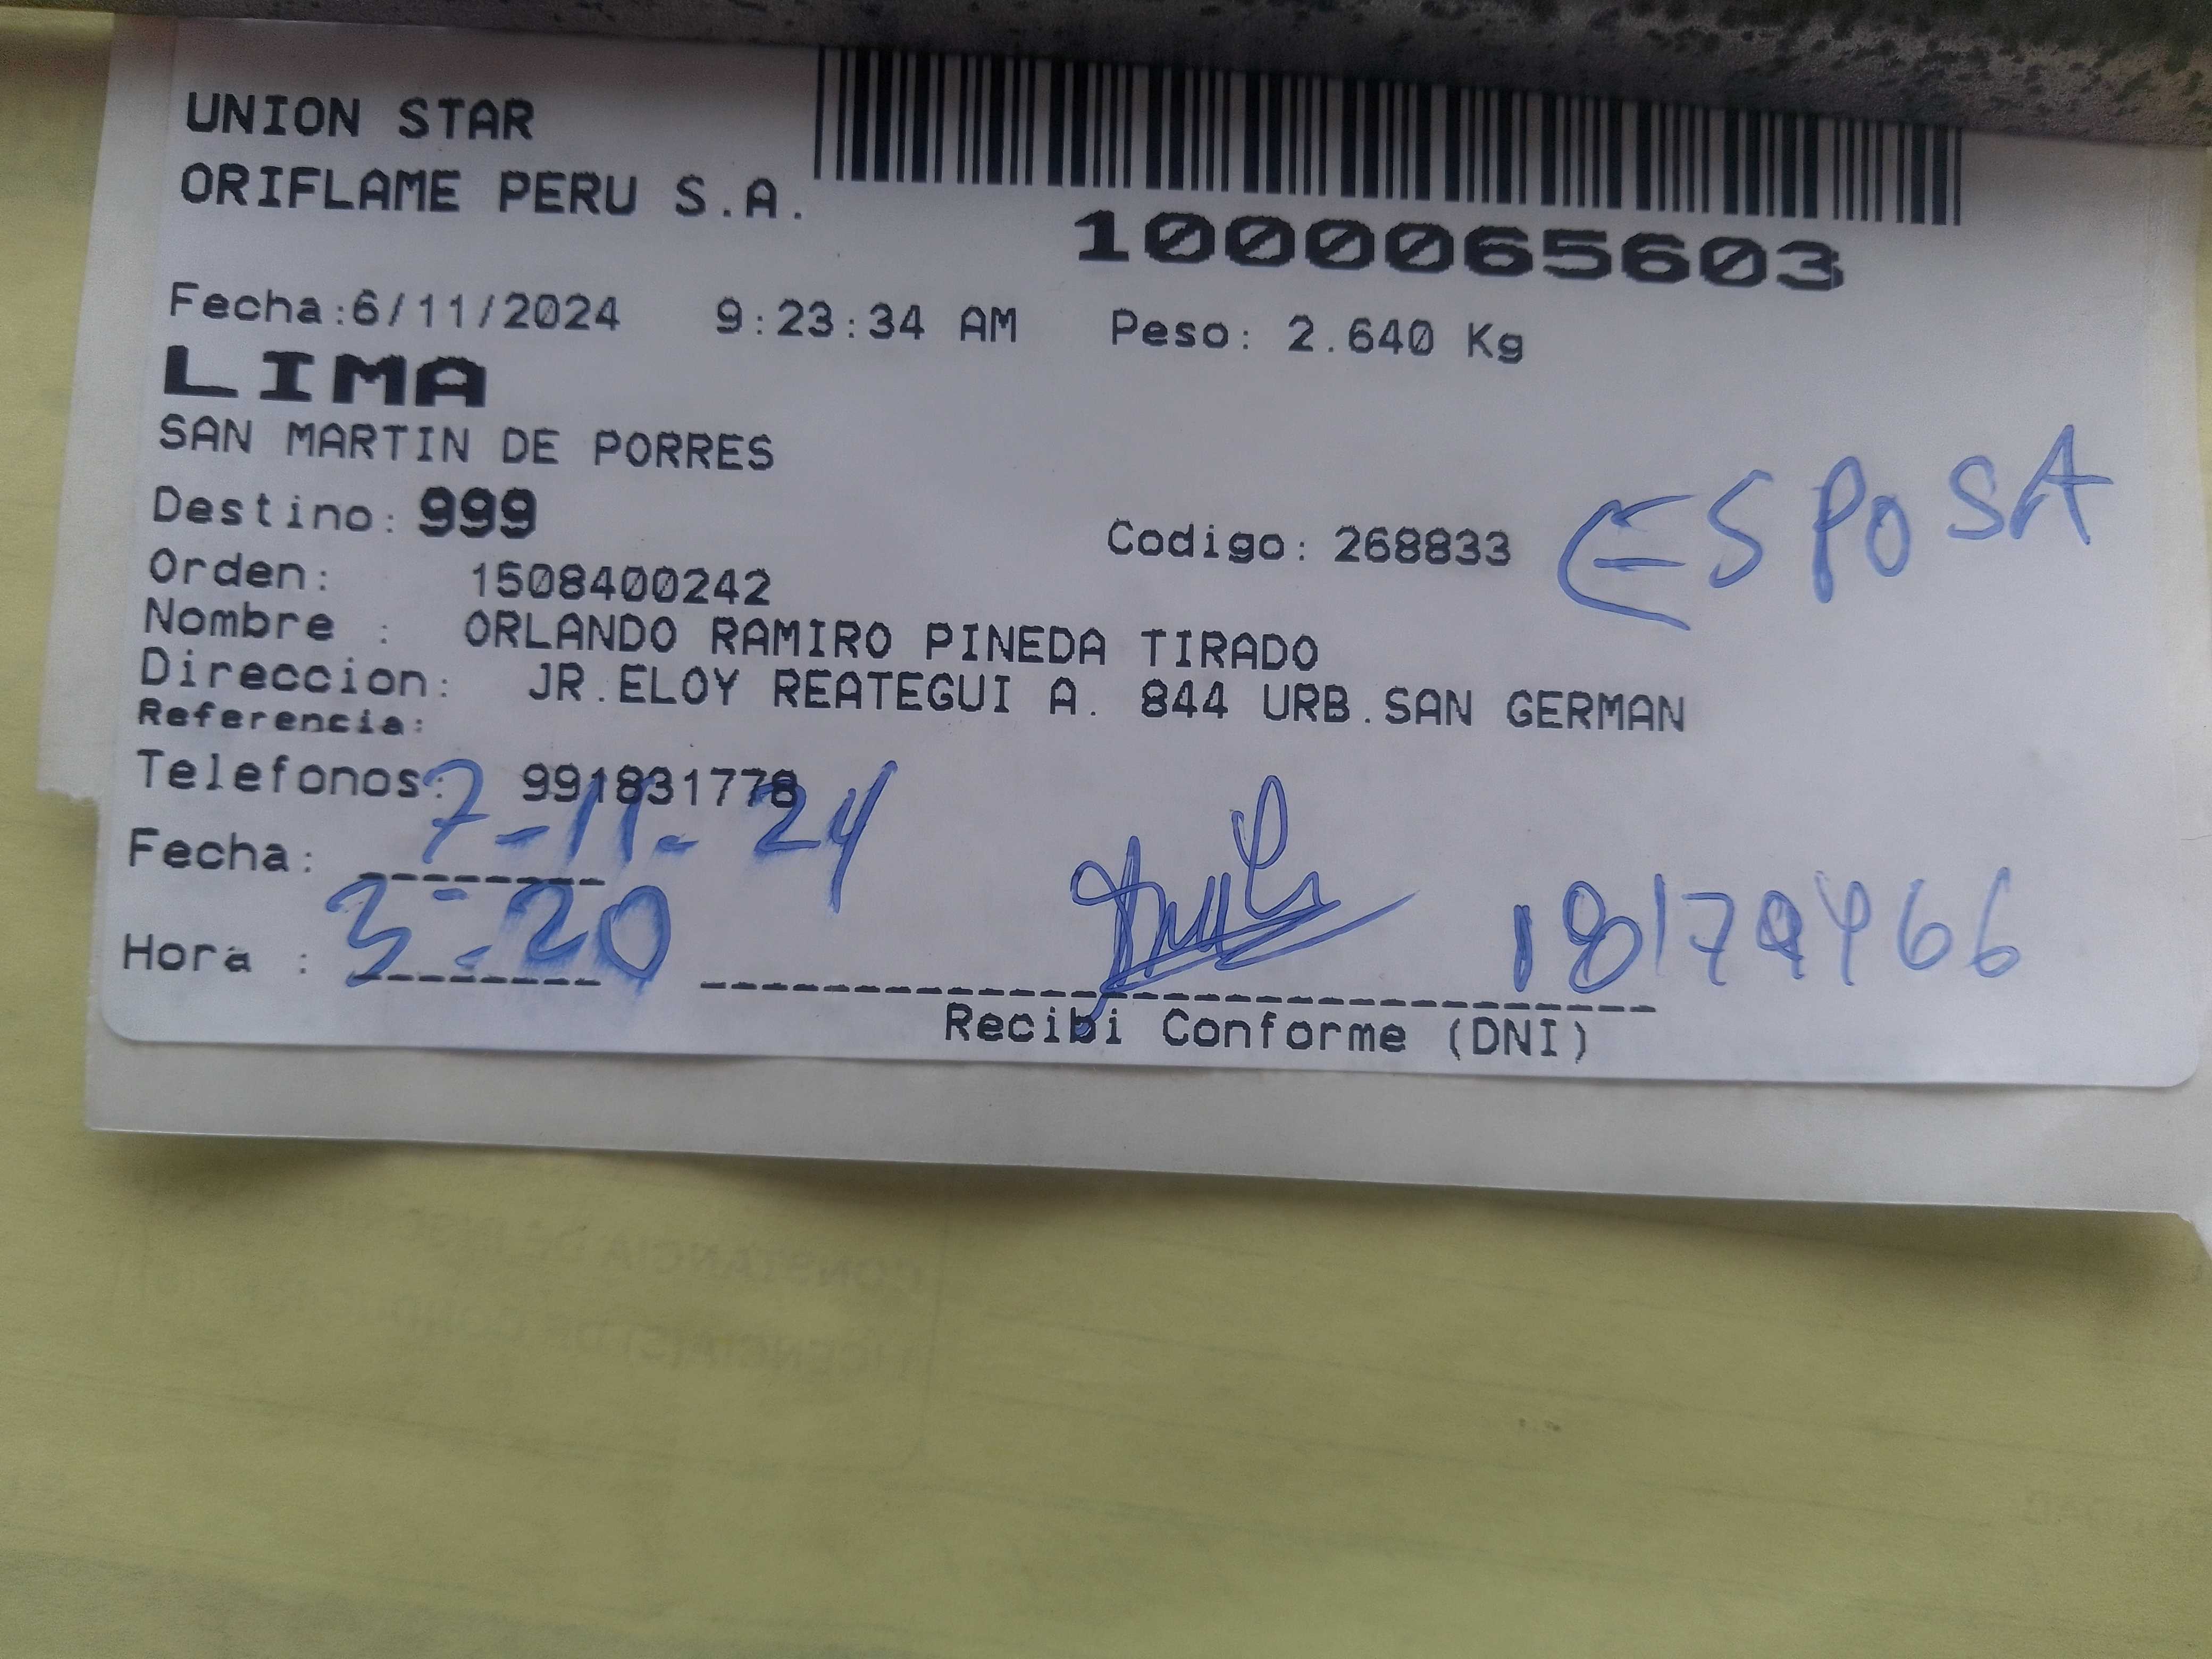 UNION STAR
ORIFLAME PERU S.A.
1000065603
Fecha:6/11/2024 9:23:34 AM Peso: 2.640 Kg
LIMA
SAN MARTIN DE PORRES
Destino: 999
Codigo: 268833 ESPOSA
Orden: 1508400242
Nombre : ORLANDO RAMIRO PINEDA TIRADO
Direccion: JR.ELOY REATEGUI A. 844 URB.SAN GERMAN
Referencia:
Telefonos: 991831778
Fecha: 7-11-24
Hora : 3:20
Recibi Conforme (DNI)
CONSTANCIA DE